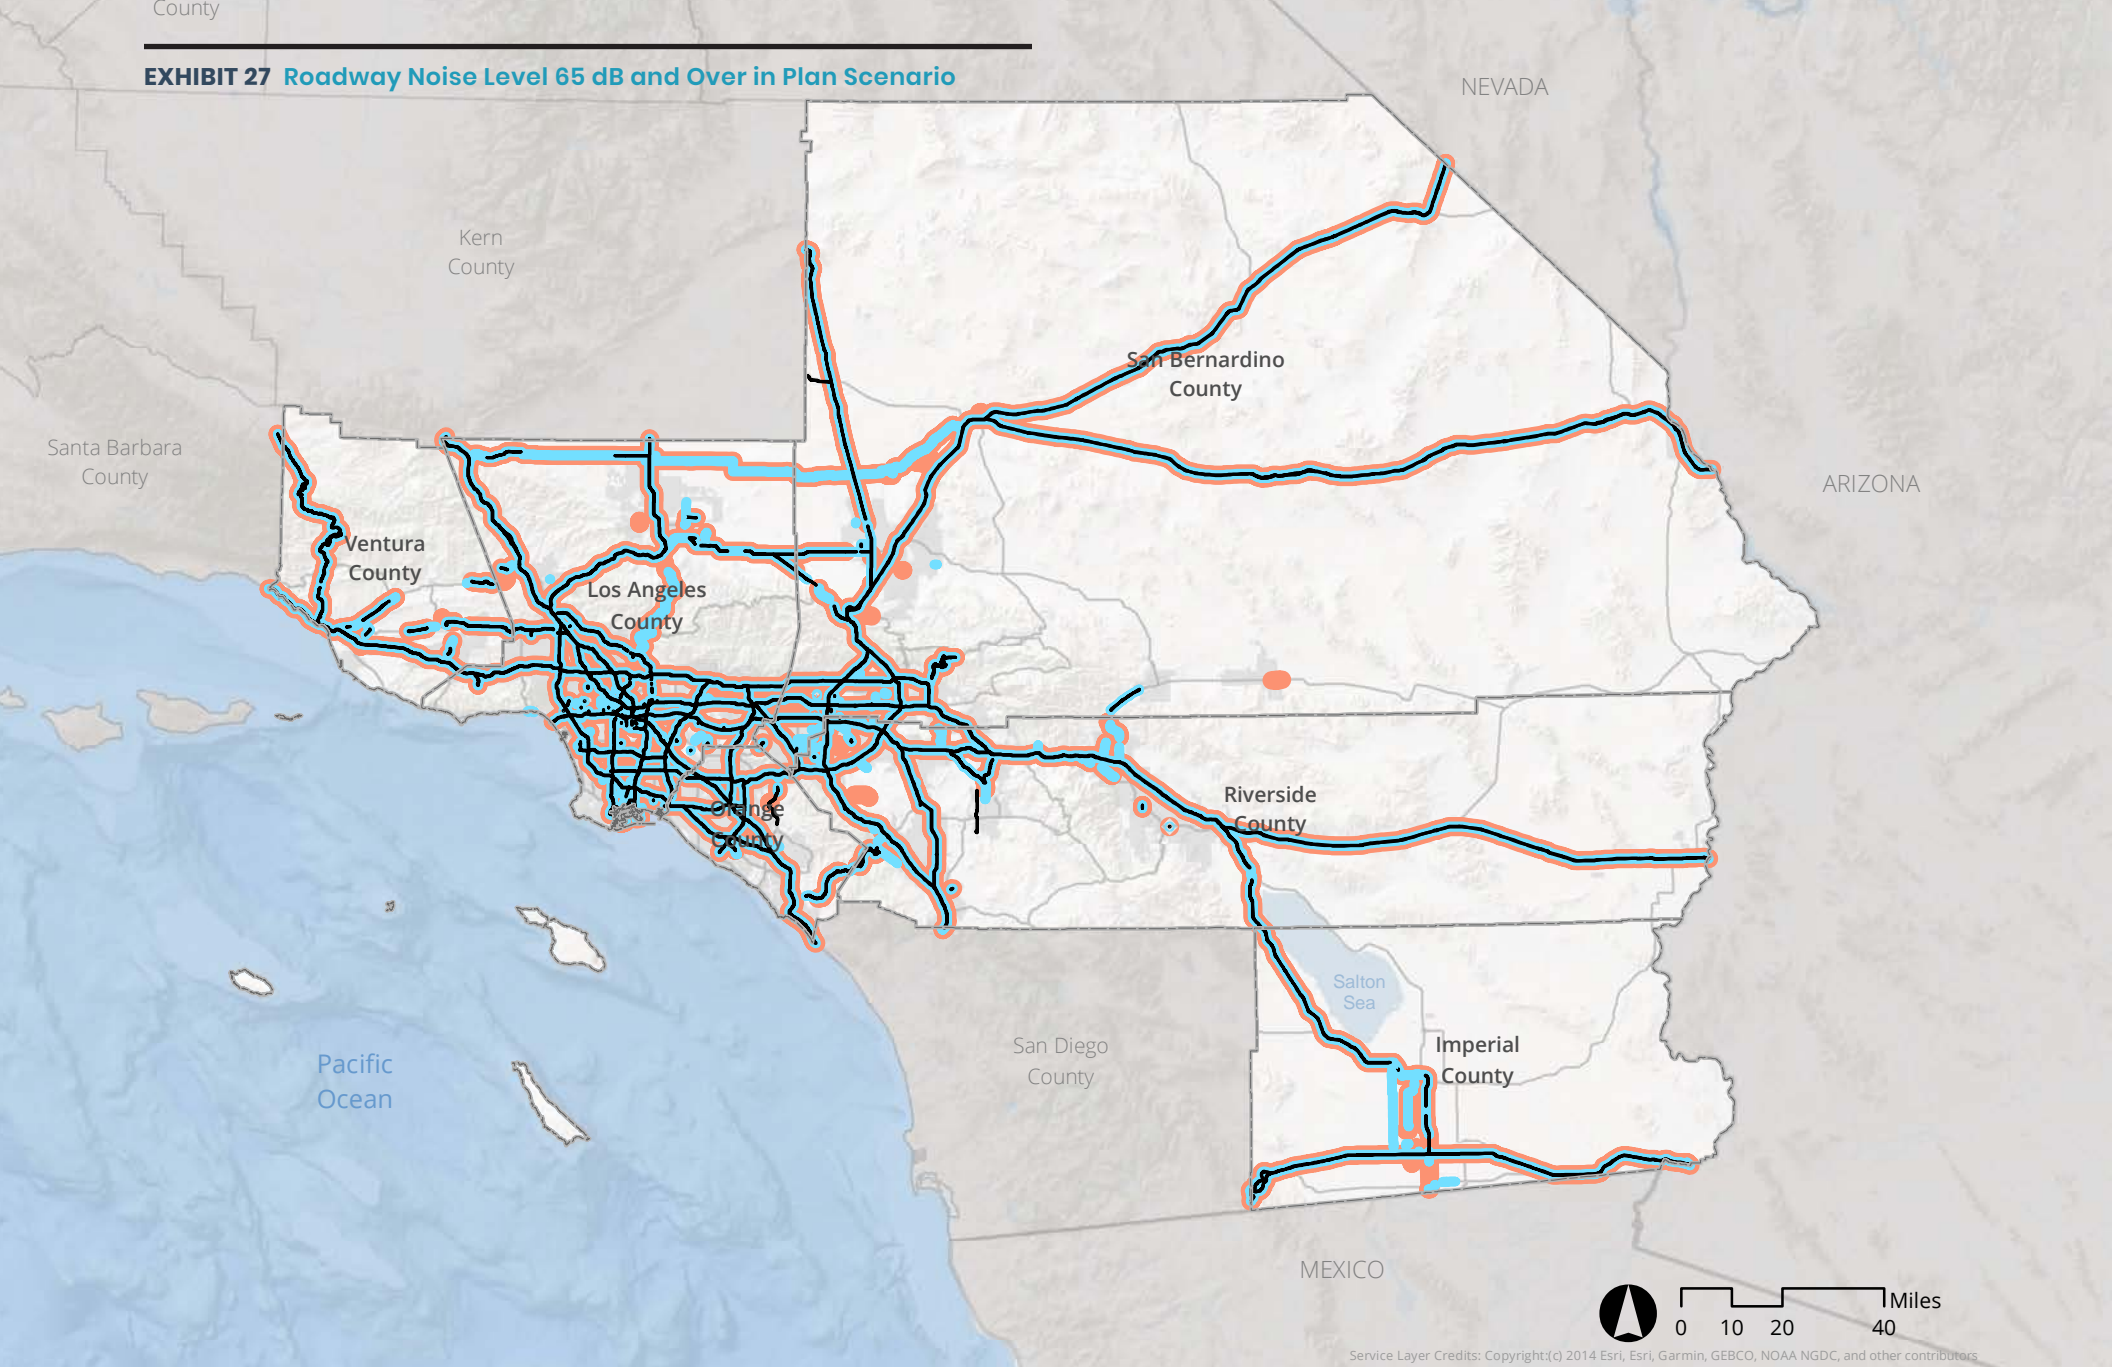 County
EXHIBIT 27 Roadway Noise Level 65 dB and Over in Plan Scenario
NEVADA
Kern
County
San Bernardino
County
Santa Barbara
County
ARIZONA
Ventura
County
Los Angeles
County
Orange
County
Riverside
County
Salton
Sea
San Diego
County
Imperial
County
Pacific
Ocean
MEXICO
Miles
0 10 20 40
Service Layer Credits: Copyright:(c) 2014 Esri, Esri, Garmin, GEBCO, NOAA NGDC, and other contributors